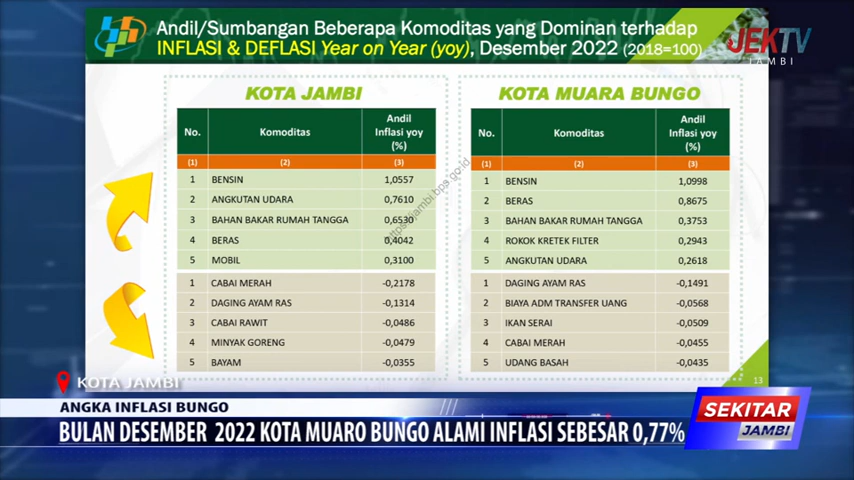 Andil/Sumbangan Beberapa Komoditas yang Dominan terhadap
INFLASI & DEFLASI Year on Year (yoy), Desember 2022 (2018=100)
JEKTV
JAMBI
KOTA JAMBI
No. Komoditas Andil Inflasi yoy (%)
(1) (2) (3)
1 BENSIN 1,0557
2 ANGKUTAN UDARA 0,7610
3 BAHAN BAKAR RUMAH TANGGA 0,6530
4 BERAS 0,4042
5 MOBIL 0,3100
1 CABAI MERAH -0,2178
2 DAGING AYAM RAS -0,1314
3 CABAI RAWIT -0,0486
4 MINYAK GORENG -0,0479
5 BAYAM -0,0355
KOTA MUARA BUNGO
No. Komoditas Andil Inflasi yoy (%)
(1) (2) (3)
1 BENSIN 1,0998
2 BERAS 0,8675
3 BAHAN BAKAR RUMAH TANGGA 0,3753
4 ROKOK KRETEK FILTER 0,2943
5 ANGKUTAN UDARA 0,2618
1 DAGING AYAM RAS -0,1491
2 BIAYA ADM TRANSFER UANG -0,0568
3 IKAN SERAI -0,0509
4 CABAI MERAH -0,0455
5 UDANG BASAH -0,0435
https://jambi.bps.go.id
13
KOTA JAMBI
ANGKA INFLASI BUNGO
BULAN DESEMBER 2022 KOTA MUARO BUNGO ALAMI INFLASI SEBESAR 0,77%
SEKITAR
JAMBI